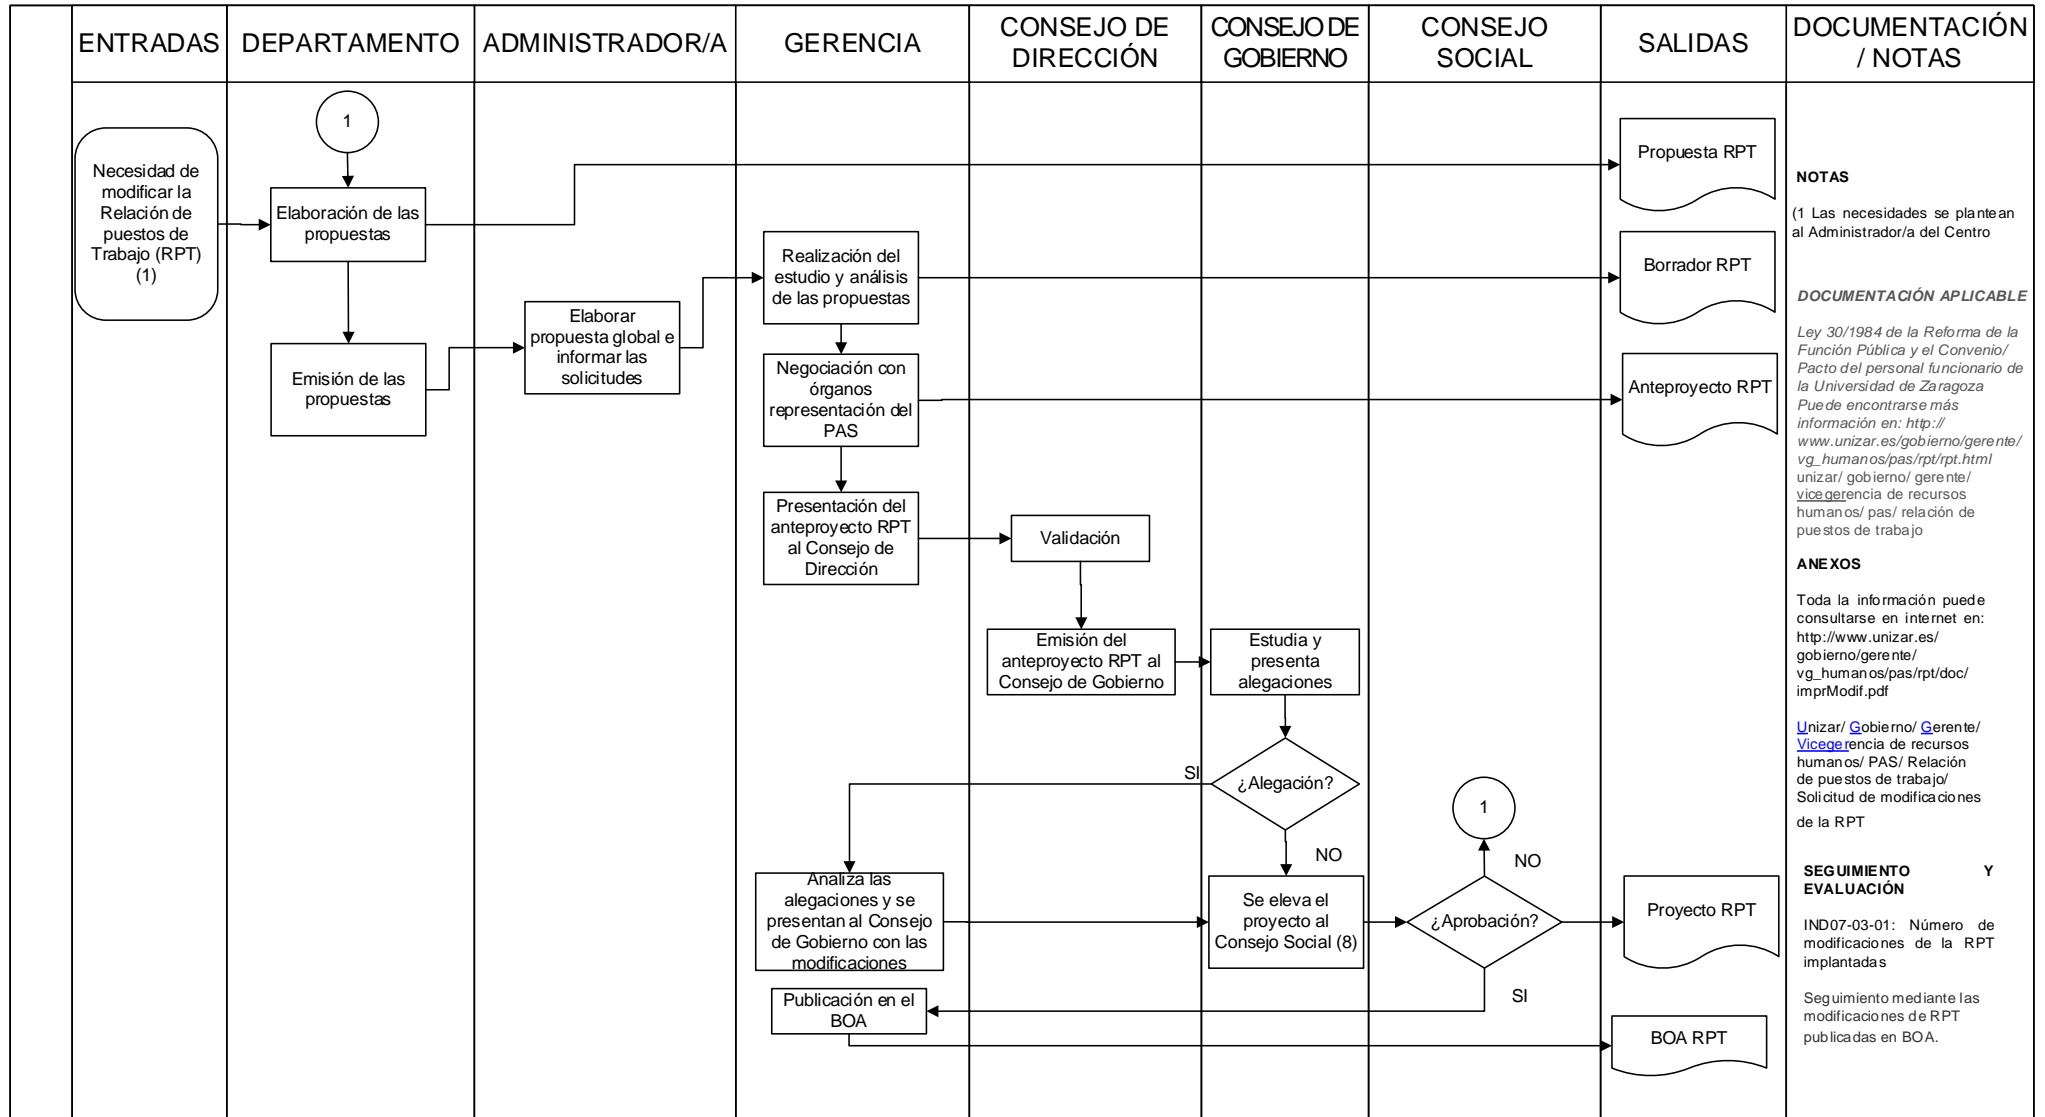 ENTRADAS
DEPARTAMENTO
ADMINISTRADOR/A
GERENCIA
CONSEJO DE
DIRECCIÓN
CONSEJO DE
GOBIERNO
CONSEJO
SOCIAL
SALIDAS
DOCUMENTACIÓN
/ NOTAS
Necesidad de
modificar la
Relación de
puestos de
Trabajo (RPT)
(1)
1
Elaboración de las
propuestas
Emisión de las
propuestas
Elaborar
propuesta global e
informar las
solicitudes
Realización del
estudio y análisis
de las propuestas
Negociación con
órganos
representación del
PAS
Presentación del
anteproyecto RPT
al Consejo de
Dirección
Validación
Emisión del
anteproyecto RPT al
Consejo de Gobierno
Estudia y
presenta
alegaciones
¿Alegación?
SI
NO
Analiza las
alegaciones y se
presentan al Consejo
de Gobierno con las
modificaciones
Se eleva el
proyecto al
Consejo Social (8)
1
NO
¿Aprobación?
SI
Publicación en el
BOA
Propuesta RPT
Borrador RPT
Anteproyecto RPT
Proyecto RPT
BOA RPT
NOTAS
(1 Las necesidades se plantean
al Administrador/a del Centro
DOCUMENTACIÓN APLICABLE
Ley 30/1984 de la Reforma de la
Función Pública y el Convenio/
Pacto del personal funcionario de
la Universidad de Zaragoza
Puede encontrarse más
información en: http://
www.unizar.es/gobierno/gerente/
vg_humanos/pas/rpt/rpt.html
unizar/ gobierno/ gerente/
vicegerencia de recursos
humanos/ pas/ relación de
puestos de trabajo
ANEXOS
Toda la información puede
consultarse en internet en:
http://www.unizar.es/
gobierno/gerente/
vg_humanos/pas/rpt/doc/
imprModif.pdf
Unizar/ Gobierno/ Gerente/
Vicegerencia de recursos
humanos/ PAS/ Relación
de puestos de trabajo/
Solicitud de modificaciones
de la RPT
SEGUIMIENTO Y
EVALUACIÓN
IND07-03-01: Número de
modificaciones de la RPT
implantadas
Seguimiento mediante las
modificaciones de RPT
publicadas en BOA.